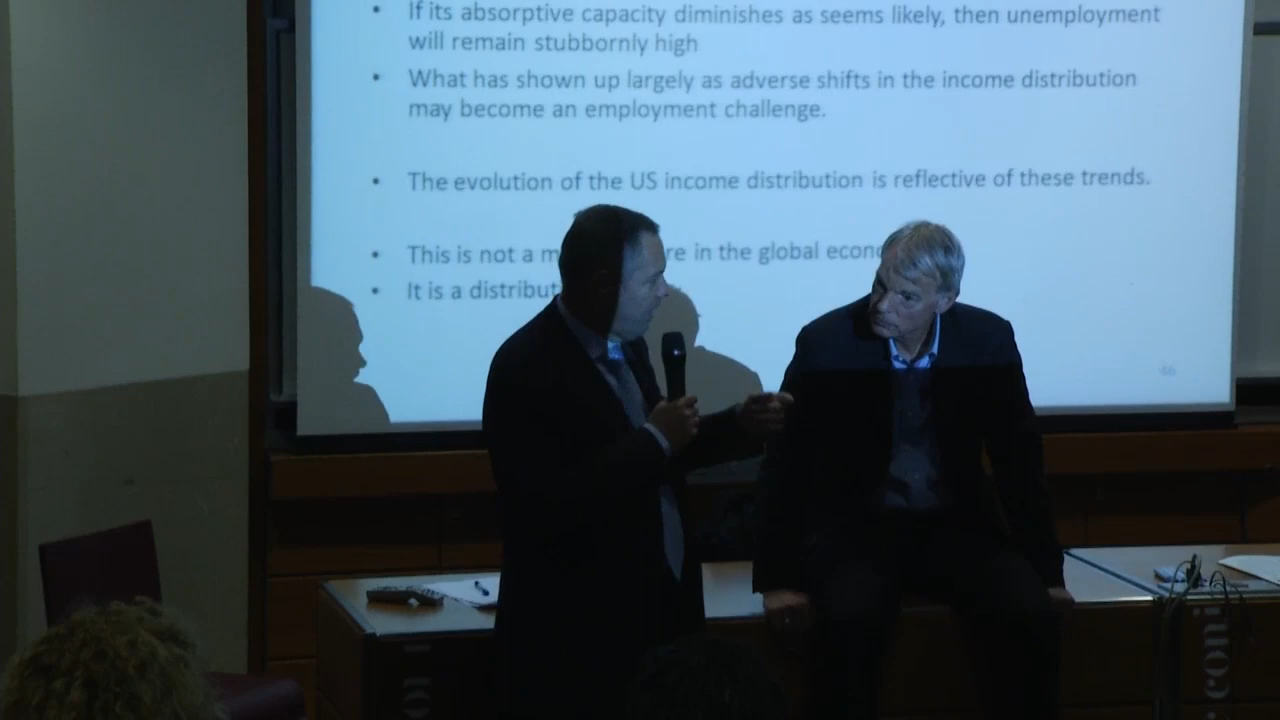 • If its absorptive capacity diminishes as seems likely, then unemployment
will remain stubbornly high
• What has shown up largely as adverse shifts in the income distribution
may become an employment challenge.
• The evolution of the US income distribution is reflective of these trends.
• This is not a m re in the global econ
• It is a distribut
coni